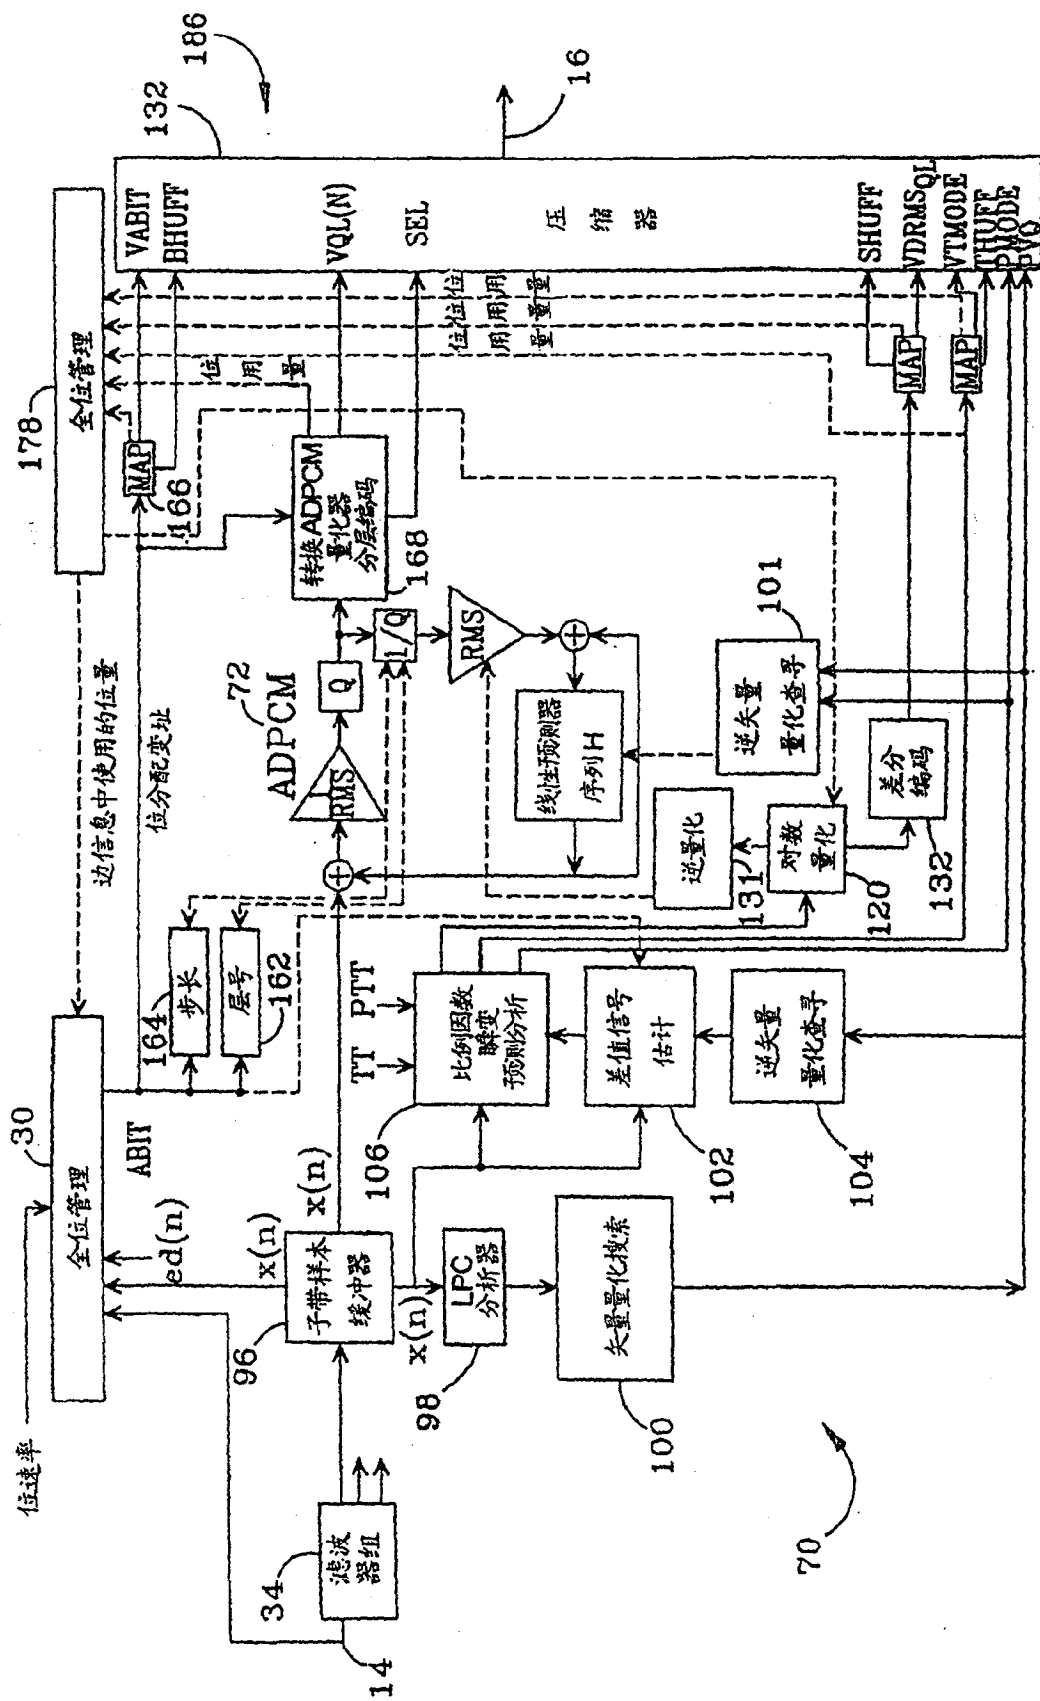 位速率
30
全位管理
边信息中使用的位量
178
全位管理
ed(n)
ABIT
164
步长
162
层号
位分配变址
MAP
166
位用量
位用量
位用量
132
186
VABIT
BHUFF
VQL(N)
SEL
压缩器
SHUFF
VDRMS QL
VTMODE
THUFF
PMODE
PVQ
16
14
34
滤波
器组
96
子带样本
缓冲器
x(n)
x(n)
x(n)
ADPCM
72
RMS
Q
1/Q
转换ADPCM
量化器
分层编码
168
RMS
线性预测器
序列 H
98
LPC
分析器
100
矢量量化搜索
TT
PTT
106
比例因数
瞬变
预测分析
102
差值信号
估计
104
逆矢量
量化查寻
逆量化
131
对数
量化
120
101
逆矢量
量化查寻
差分
编码
132
MAP
MAP
70